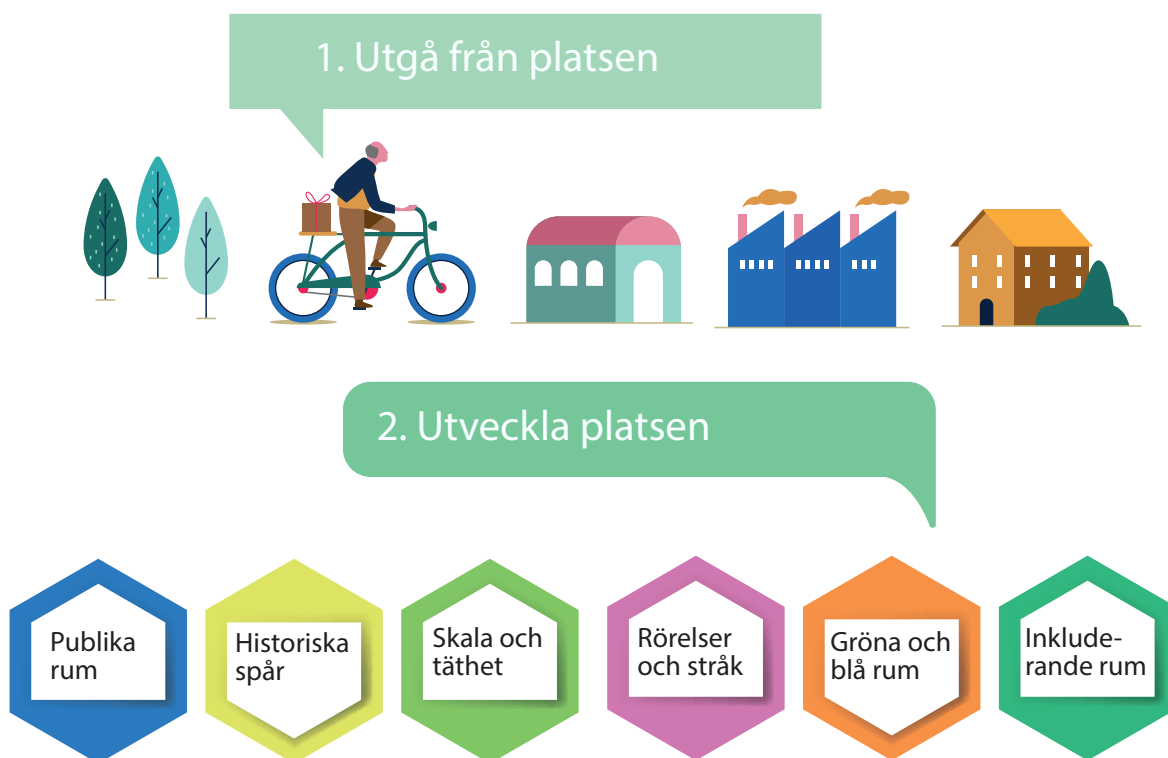 1. Utgå från platsen
2. Utveckla platsen
Publika
rum
Historiska
spår
Skala och
täthet
Rörelser
och stråk
Gröna och
blå rum
Inklude-
rande rum